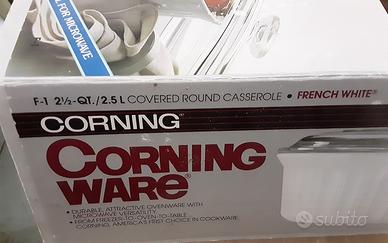 FOR MICROWAVE
F-1 2½-QT./2.5 L COVERED ROUND CASSEROLE • FRENCH WHITE®
CORNING®
CORNING
WARE®
• DURABLE, ATTRACTIVE OVENWARE WITH
MICROWAVE VERSATILITY
• FROM FREEZER-TO-OVEN-TO-TABLE
CORNING, AMERICA'S FIRST CHOICE IN COOKWARE.
subito